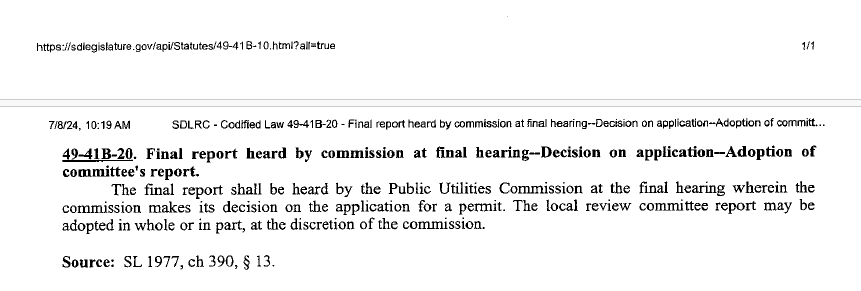 https://sdlegislature.gov/api/Statutes/49-41B-10.html?all=true 1/1
7/8/24, 10:19 AM SDLRC - Codified Law 49-41B-20 - Final report heard by commission at final hearing--Decision on application--Adoption of committ...
49-41B-20. Final report heard by commission at final hearing--Decision on application--Adoption of
committee's report.
The final report shall be heard by the Public Utilities Commission at the final hearing wherein the
commission makes its decision on the application for a permit. The local review committee report may be
adopted in whole or in part, at the discretion of the commission.
Source: SL 1977, ch 390, § 13.